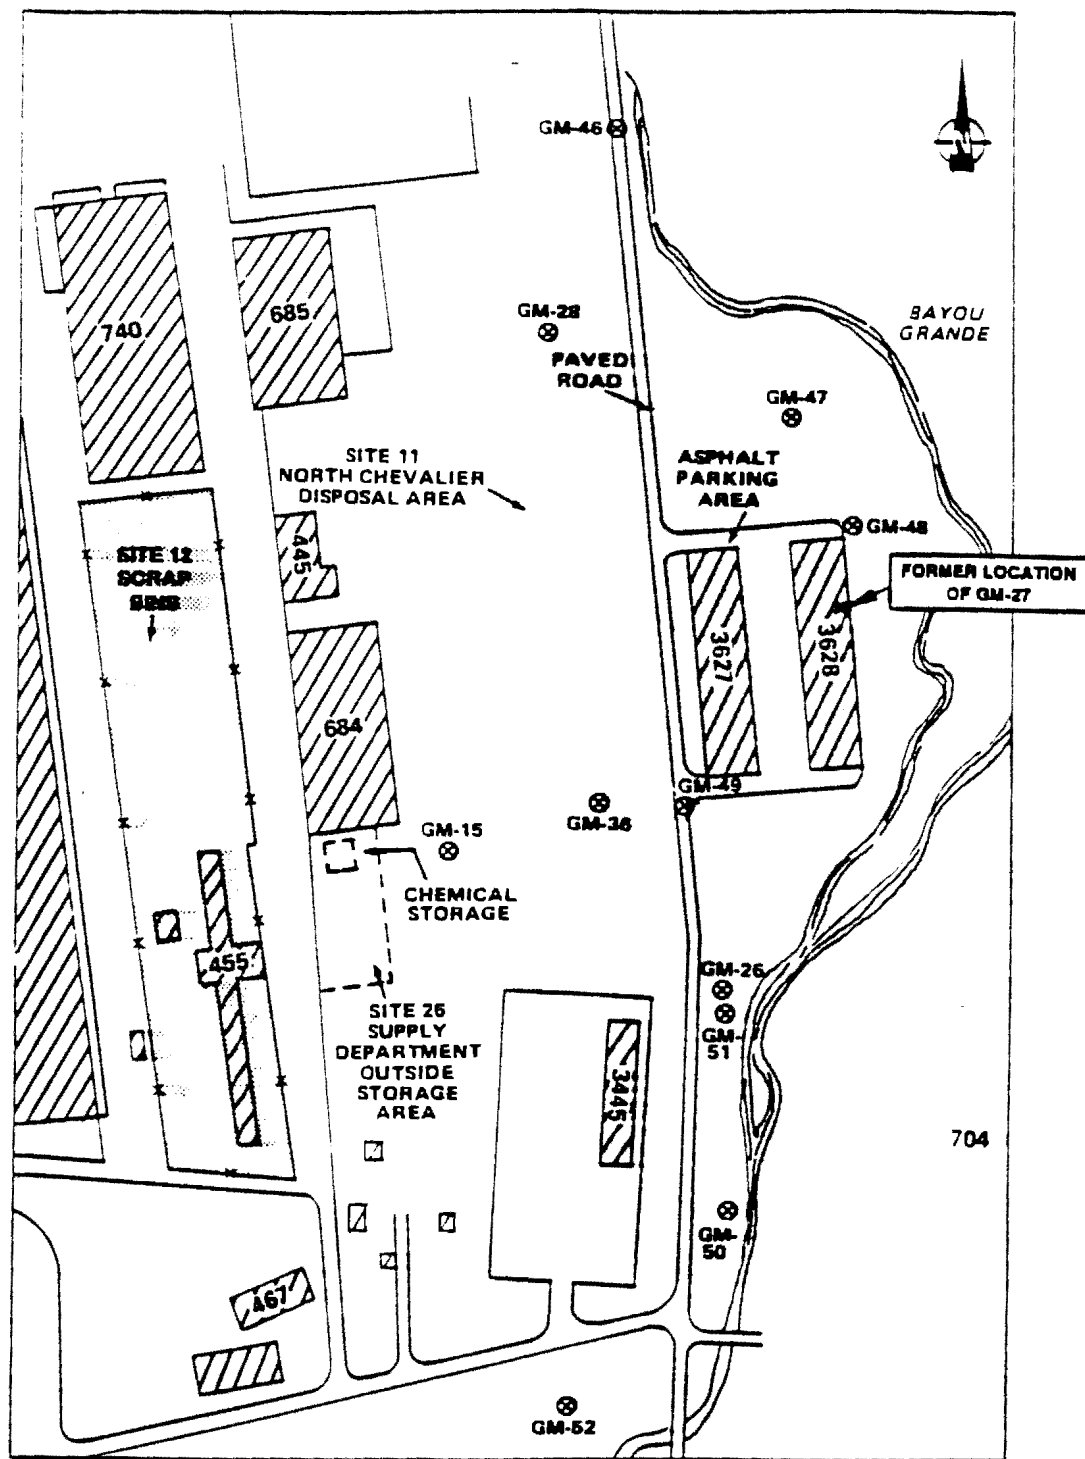 GM-46
GM-28
PAVED
ROAD
BAYOU
GRANDE
740
685
GM-47
SITE 11
NORTH CHEVALIER
DISPOSAL AREA
ASPHALT
PARKING
AREA
GM-48
SITE 12
SCRAP
BINS
445
FORMER LOCATION
OF GM-27
3627
3628
684
GM-49
GM-36
GM-15
CHEMICAL
STORAGE
455
GM-26
GM-
51
SITE 26
SUPPLY
DEPARTMENT
OUTSIDE
STORAGE
AREA
3445
704
GM-
50
467
GM-52
N